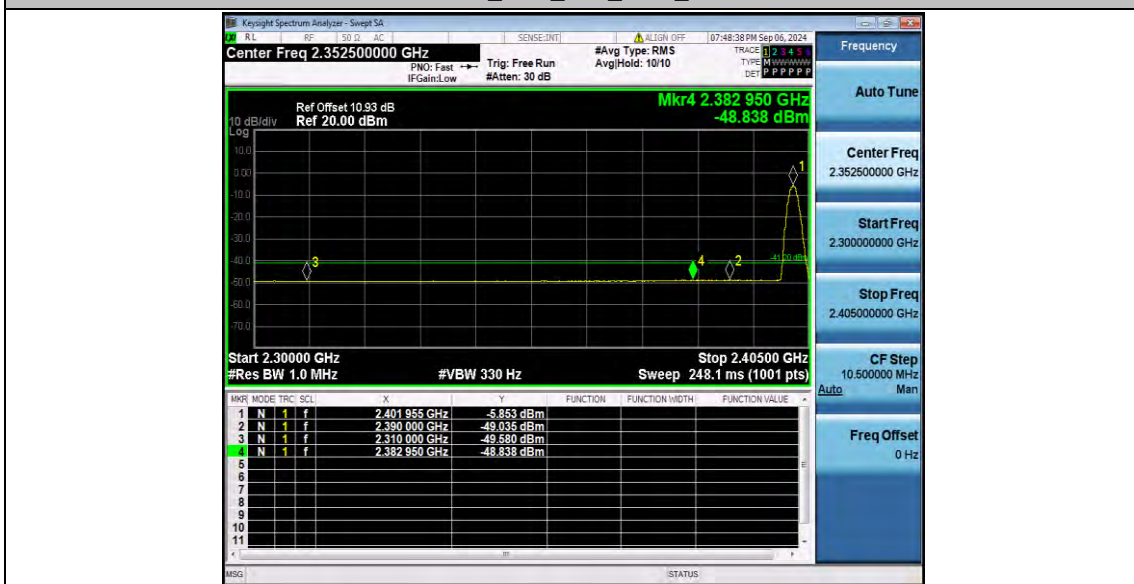 Keysight Spectrum Analyzer - Swept SA
RL RF 50 Ω AC SENSE:INT ALIGN OFF 07:48:38 PM Sep 06, 2024
Center Freq 2.352500000 GHz
PNO: Fast
IFGain:Low
Trig: Free Run
#Atten: 30 dB
#Avg Type: RMS
Avg|Hold: 10/10
TRACE 1 2 3 4 5 6
TYPE M WWWWW
DET P P P P P P
Frequency
Auto Tune
Center Freq
2.352500000 GHz
Start Freq
2.300000000 GHz
Stop Freq
2.405000000 GHz
CF Step
10.500000 MHz
Auto Man
Freq Offset
0 Hz
Mkr4 2.382 950 GHz
-48.838 dBm
Ref Offset 10.93 dB
10 dB/div Ref 20.00 dBm
Log
10.0
0.00
-10.0
-20.0
-30.0
-40.0
-50.0
-60.0
-70.0
1
3
4
2
-41.20 dBm
Start 2.30000 GHz Stop 2.40500 GHz
#Res BW 1.0 MHz #VBW 330 Hz Sweep 248.1 ms (1001 pts)
MKR MODE TRC SCL X Y FUNCTION FUNCTION WIDTH FUNCTION VALUE
1 N 1 f 2.401 955 GHz -5.853 dBm
2 N 1 f 2.390 000 GHz -49.035 dBm
3 N 1 f 2.310 000 GHz -49.580 dBm
4 N 1 f 2.382 950 GHz -48.838 dBm
5
6
7
8
9
10
11
MSG STATUS